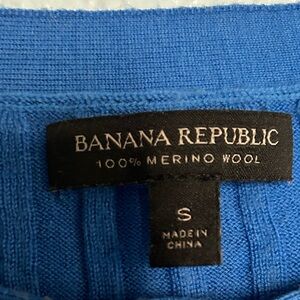 BANANA REPUBLIC
100% MERINO WOOL
S
MADE IN
CHINA